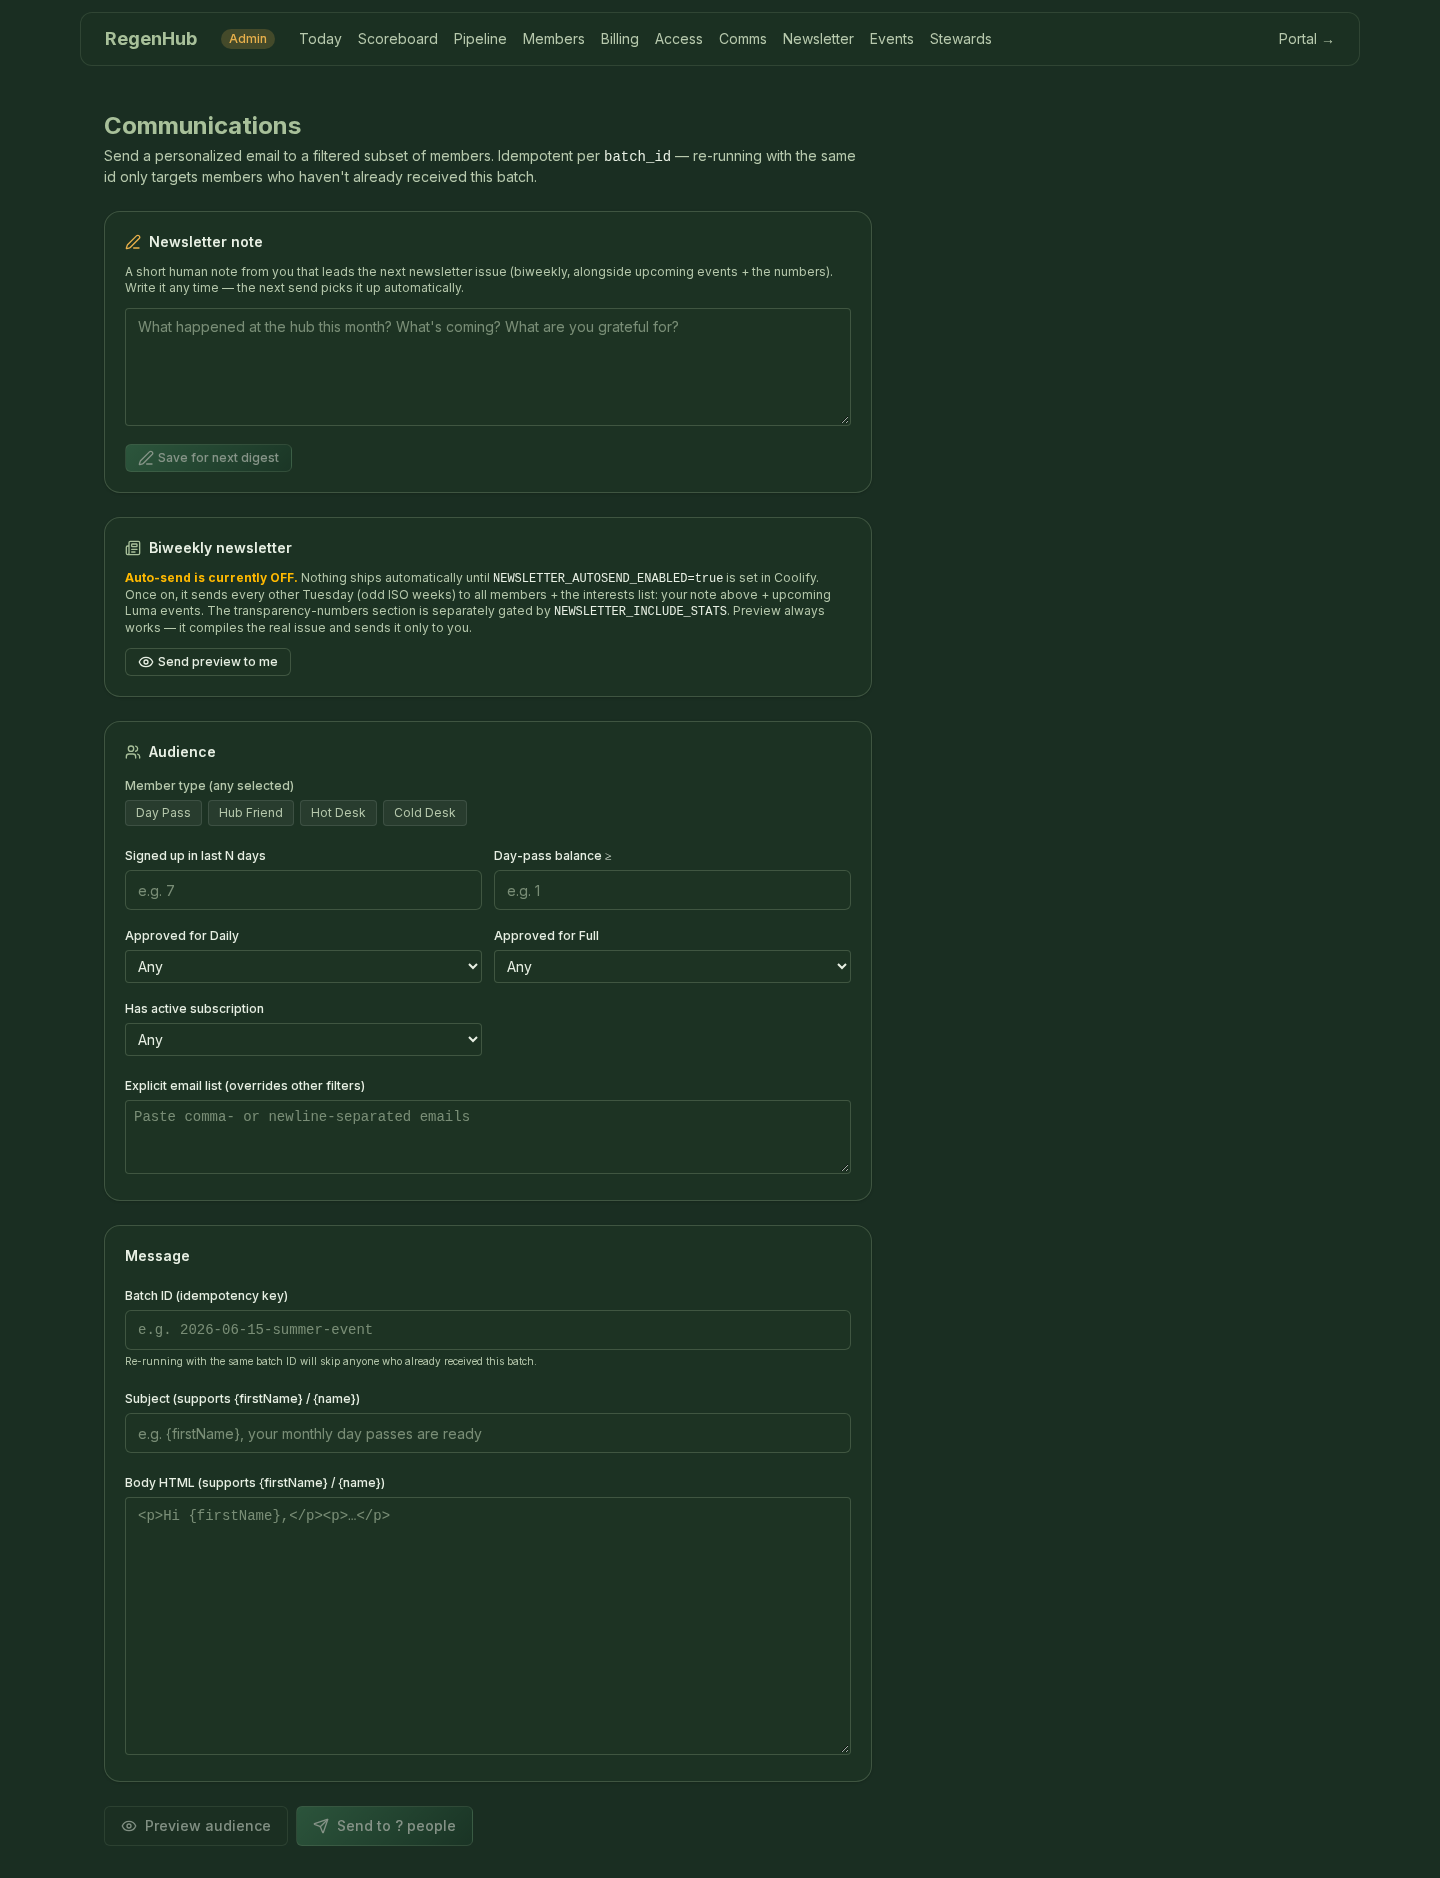 RegenHub Admin Today Scoreboard Pipeline Members Billing Access Comms Newsletter Events Stewards Portal →
Communications
Send a personalized email to a filtered subset of members. Idempotent per batch_id — re-running with the same
id only targets members who haven't already received this batch.
Newsletter note
A short human note from you that leads the next newsletter issue (biweekly, alongside upcoming events + the numbers).
Write it any time — the next send picks it up automatically.
What happened at the hub this month? What's coming? What are you grateful for?
Save for next digest
Biweekly newsletter
Auto-send is currently OFF. Nothing ships automatically until NEWSLETTER_AUTOSEND_ENABLED=true is set in Coolify.
Once on, it sends every other Tuesday (odd ISO weeks) to all members + the interests list: your note above + upcoming
Luma events. The transparency-numbers section is separately gated by NEWSLETTER_INCLUDE_STATS. Preview always
works — it compiles the real issue and sends it only to you.
Send preview to me
Audience
Member type (any selected)
Day Pass Hub Friend Hot Desk Cold Desk
Signed up in last N days Day-pass balance ≥
e.g. 7 e.g. 1
Approved for Daily Approved for Full
Any Any
Has active subscription
Any
Explicit email list (overrides other filters)
Paste comma- or newline-separated emails
Message
Batch ID (idempotency key)
e.g. 2026-06-15-summer-event
Re-running with the same batch ID will skip anyone who already received this batch.
Subject (supports {firstName} / {name})
e.g. {firstName}, your monthly day passes are ready
Body HTML (supports {firstName} / {name})
<p>Hi {firstName},</p><p>…</p>
Preview audience Send to ? people